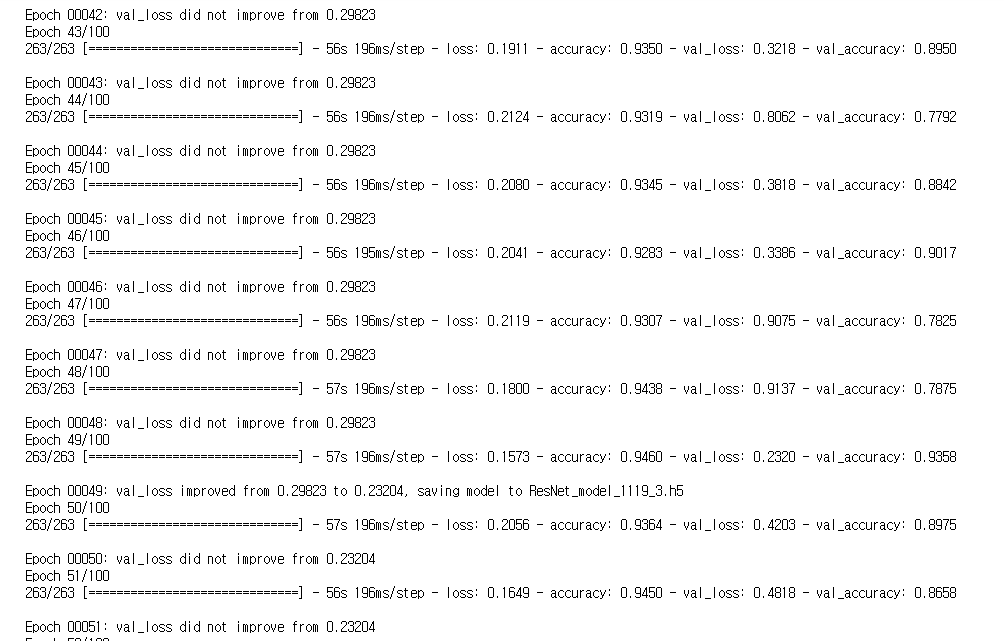 Epoch 00042: val_loss did not improve from 0.29823
Epoch 43/100
263/263 [==============================] - 56s 196ms/step - loss: 0.1911 - accuracy: 0.9350 - val_loss: 0.3218 - val_accuracy: 0.8950
Epoch 00043: val_loss did not improve from 0.29823
Epoch 44/100
263/263 [==============================] - 56s 196ms/step - loss: 0.2124 - accuracy: 0.9319 - val_loss: 0.8062 - val_accuracy: 0.7792
Epoch 00044: val_loss did not improve from 0.29823
Epoch 45/100
263/263 [==============================] - 56s 196ms/step - loss: 0.2080 - accuracy: 0.9345 - val_loss: 0.3818 - val_accuracy: 0.8842
Epoch 00045: val_loss did not improve from 0.29823
Epoch 46/100
263/263 [==============================] - 56s 195ms/step - loss: 0.2041 - accuracy: 0.9283 - val_loss: 0.3386 - val_accuracy: 0.9017
Epoch 00046: val_loss did not improve from 0.29823
Epoch 47/100
263/263 [==============================] - 56s 196ms/step - loss: 0.2119 - accuracy: 0.9307 - val_loss: 0.9075 - val_accuracy: 0.7825
Epoch 00047: val_loss did not improve from 0.29823
Epoch 48/100
263/263 [==============================] - 57s 196ms/step - loss: 0.1800 - accuracy: 0.9438 - val_loss: 0.9137 - val_accuracy: 0.7875
Epoch 00048: val_loss did not improve from 0.29823
Epoch 49/100
263/263 [==============================] - 57s 196ms/step - loss: 0.1573 - accuracy: 0.9460 - val_loss: 0.2320 - val_accuracy: 0.9358
Epoch 00049: val_loss improved from 0.29823 to 0.23204, saving model to ResNet_model_1119_3.h5
Epoch 50/100
263/263 [==============================] - 57s 196ms/step - loss: 0.2056 - accuracy: 0.9364 - val_loss: 0.4203 - val_accuracy: 0.8975
Epoch 00050: val_loss did not improve from 0.23204
Epoch 51/100
263/263 [==============================] - 56s 196ms/step - loss: 0.1649 - accuracy: 0.9450 - val_loss: 0.4818 - val_accuracy: 0.8658
Epoch 00051: val_loss did not improve from 0.23204